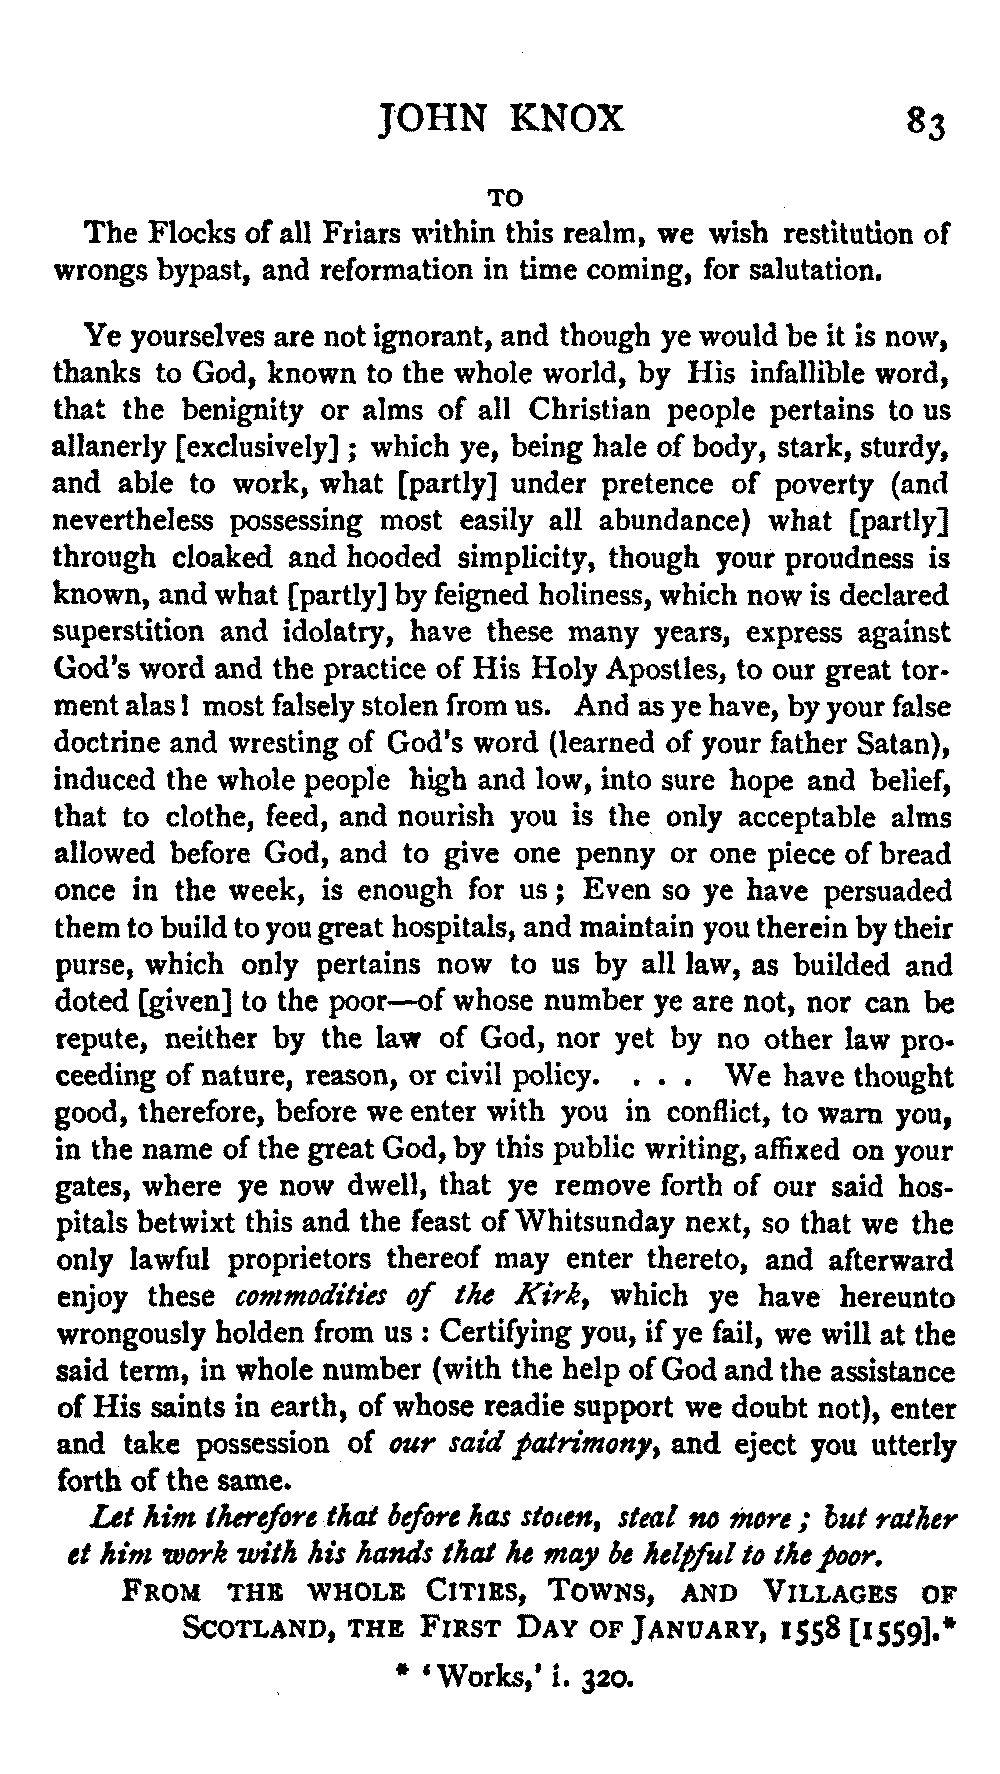 JOHN KNOX 83
TO
The Flocks of all Friars within this realm, we wish restitution of
wrongs bypast, and reformation in time coming, for salutation.
Ye yourselves are not ignorant, and though ye would be it is now,
thanks to God, known to the whole world, by His infallible word,
that the benignity or alms of all Christian people pertains to us
allanerly [exclusively] ; which ye, being hale of body, stark, sturdy,
and able to work, what [partly] under pretence of poverty (and
nevertheless possessing most easily all abundance) what [partly]
through cloaked and hooded simplicity, though your proudness is
known, and what [partly] by feigned holiness, which now is declared
superstition and idolatry, have these many years, express against
God's word and the practice of His Holy Apostles, to our great tor-
ment alas! most falsely stolen from us. And as ye have, by your false
doctrine and wresting of God's word (learned of your father Satan),
induced the whole people high and low, into sure hope and belief,
that to clothe, feed, and nourish you is the only acceptable alms
allowed before God, and to give one penny or one piece of bread
once in the week, is enough for us ; Even so ye have persuaded
them to build to you great hospitals, and maintain you therein by their
purse, which only pertains now to us by all law, as builded and
doted [given] to the poor—of whose number ye are not, nor can be
repute, neither by the law of God, nor yet by no other law pro-
ceeding of nature, reason, or civil policy. . . . We have thought
good, therefore, before we enter with you in conflict, to warn you,
in the name of the great God, by this public writing, affixed on your
gates, where ye now dwell, that ye remove forth of our said hos-
pitals betwixt this and the feast of Whitsunday next, so that we the
only lawful proprietors thereof may enter thereto, and afterward
enjoy these commodities of the Kirk, which ye have hereunto
wrongously holden from us : Certifying you, if ye fail, we will at the
said term, in whole number (with the help of God and the assistance
of His saints in earth, of whose readie support we doubt not), enter
and take possession of our said patrimony, and eject you utterly
forth of the same.
Let him therefore that before has stolen, steal no more ; but rather
et him work with his hands that he may be helpful to the poor.
FROM THE WHOLE CITIES, TOWNS, AND VILLAGES OF
SCOTLAND, THE FIRST DAY OF JANUARY, 1558 [1559].*
* 'Works,' i. 320.